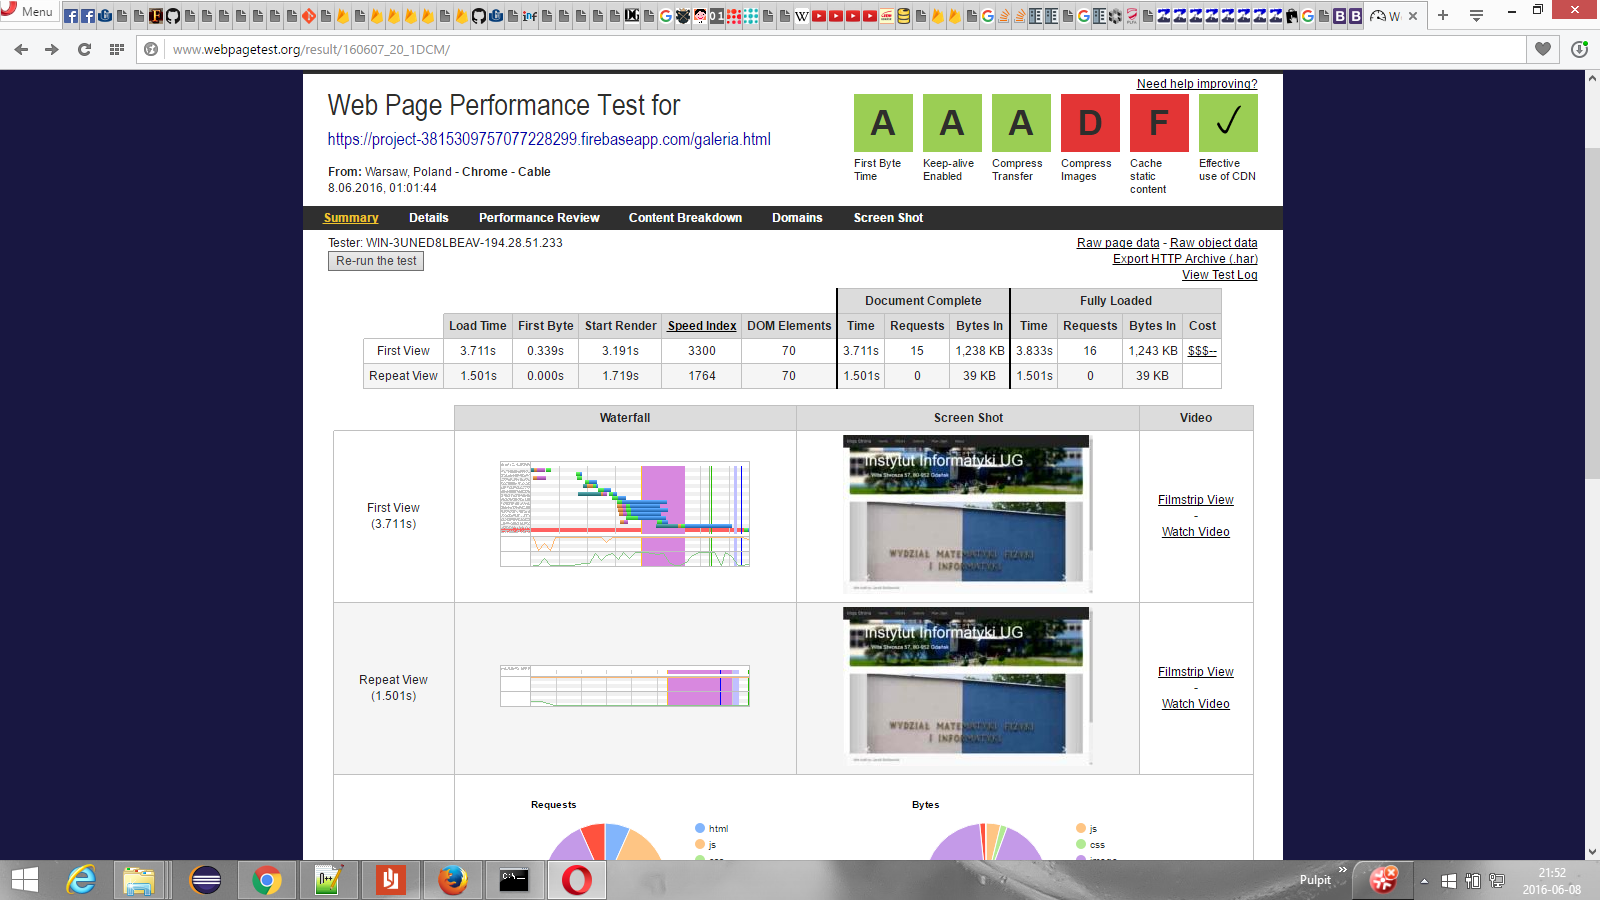 Menu
www.webpagetest.org/result/160607_20_1DCM/
Need help improving?
Web Page Performance Test for
https://project-3815309757077228299.firebaseapp.com/galeria.html
From: Warsaw, Poland - Chrome - Cable
8.06.2016, 01:01:44
A A A D F ✓
First Byte Time
Keep-alive Enabled
Compress Transfer
Compress Images
Cache static content
Effective use of CDN
Summary Details Performance Review Content Breakdown Domains Screen Shot
Tester: WIN-3UNED8LBEAV-194.28.51.233
Re-run the test
Raw page data - Raw object data
Export HTTP Archive (.har)
View Test Log
Document Complete Fully Loaded
Load Time First Byte Start Render Speed Index DOM Elements Time Requests Bytes In Time Requests Bytes In Cost
First View 3.711s 0.339s 3.191s 3300 70 3.711s 15 1,238 KB 3.833s 16 1,243 KB $$$--
Repeat View 1.501s 0.000s 1.719s 1764 70 1.501s 0 39 KB 1.501s 0 39 KB
Waterfall Screen Shot Video
First View
(3.711s)
Instytut Informatyki UG
WYDZIAŁ MATEMATYKI FIZYKI
I INFORMATYKI
Filmstrip View
-
Watch Video
Repeat View
(1.501s)
Instytut Informatyki UG
WYDZIAŁ MATEMATYKI FIZYKI
I INFORMATYKI
Filmstrip View
-
Watch Video
Requests
html
js
Bytes
js
css
Pulpit
21:52
2016-06-08